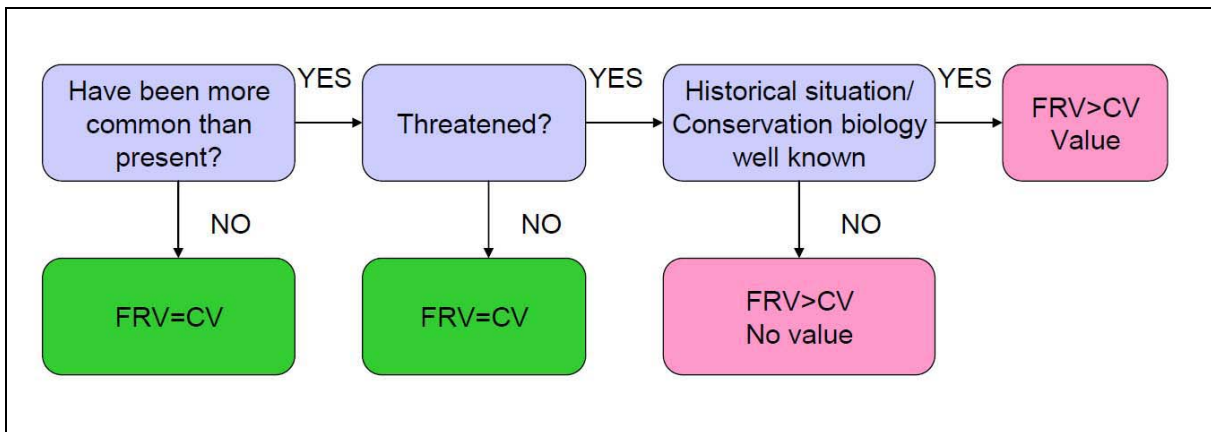 Have been more
common than
present?
YES
Threatened?
YES
Historical situation/
Conservation biology
well known
YES
FRV>CV
Value
NO
NO
NO
FRV=CV
FRV=CV
FRV>CV
No value